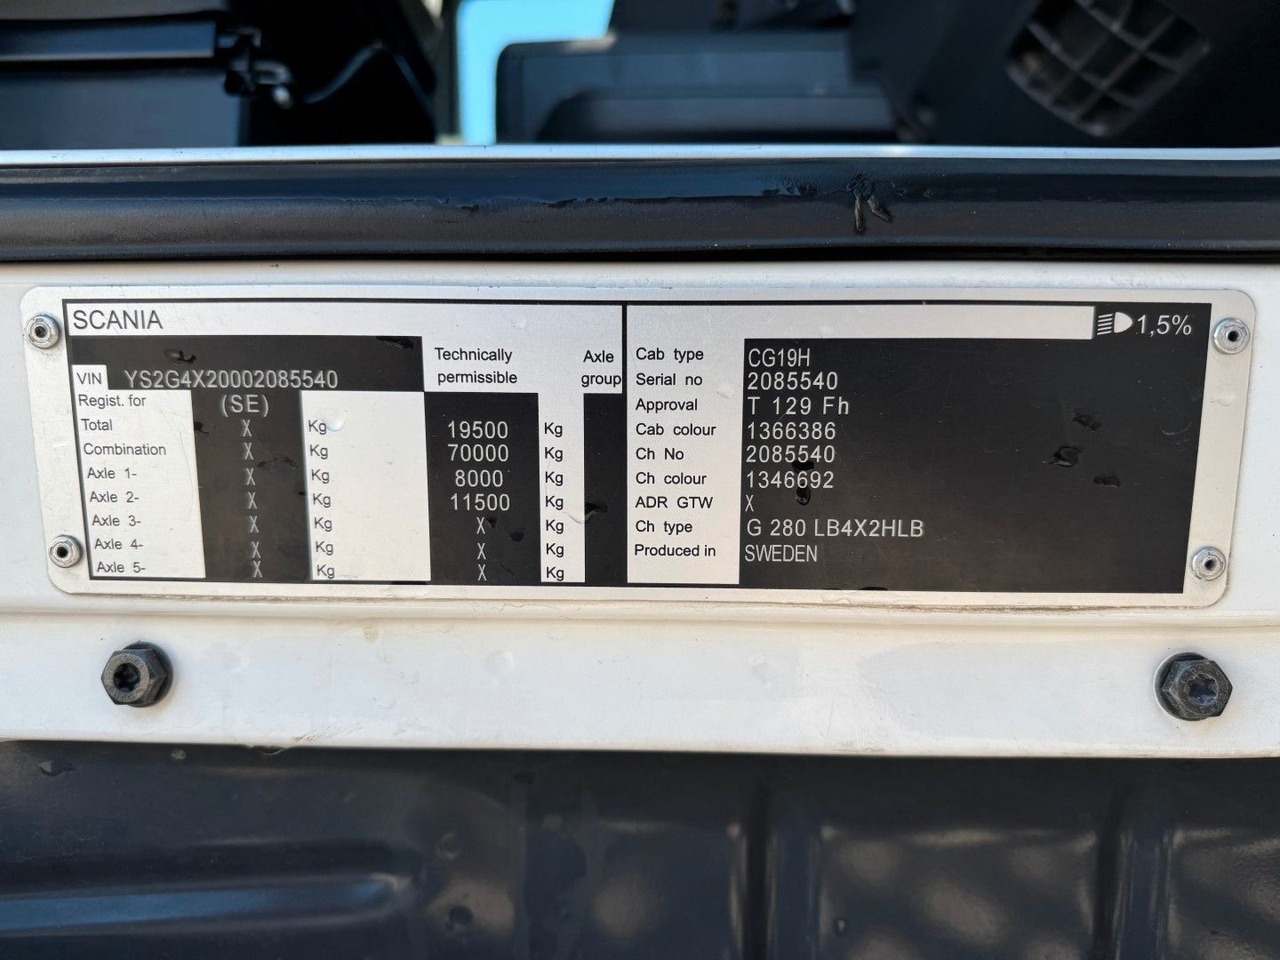 SCANIA
1,5%
VIN YS2G4X20002085540
Technically permissible
Axle group
Regist. for (SE)
Total X Kg 19500 Kg
Combination X Kg 70000 Kg
Axle 1- X Kg 8000 Kg
Axle 2- X Kg 11500 Kg
Axle 3- X Kg X Kg
Axle 4- X Kg X Kg
Axle 5- X Kg X Kg
Cab type CG19H
Serial no 2085540
Approval T 129 Fh
Cab colour 1366386
Ch No 2085540
Ch colour 1346692
ADR GTW X
Ch type G 280 LB4X2HLB
Produced in SWEDEN